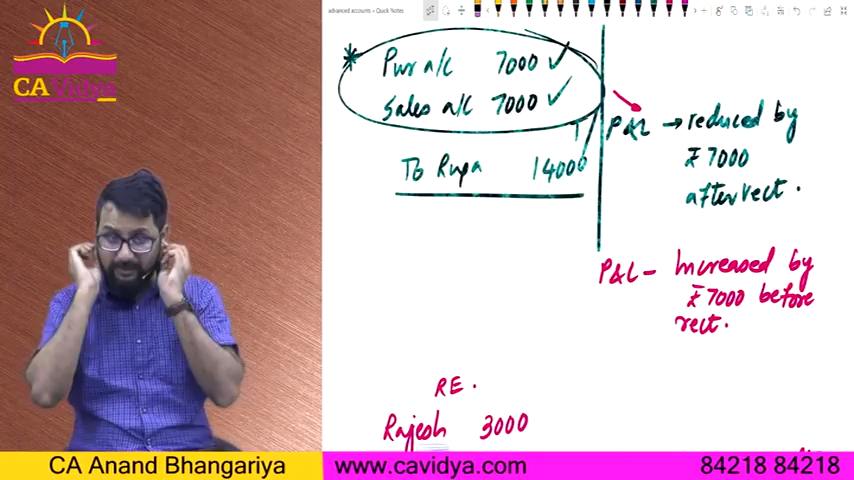 advanced accounts » Quick Notes
CA Vidya
* Pur a/c 7000 ✓
Sales a/c 7000 ✓
To Rupa 14000
P&L → reduced by
₹7000
after rect.
P&L - Increased by
₹7000 before
rect.
RE.
Rajesh 3000
CA Anand Bhangariya www.cavidya.com 84218 84218